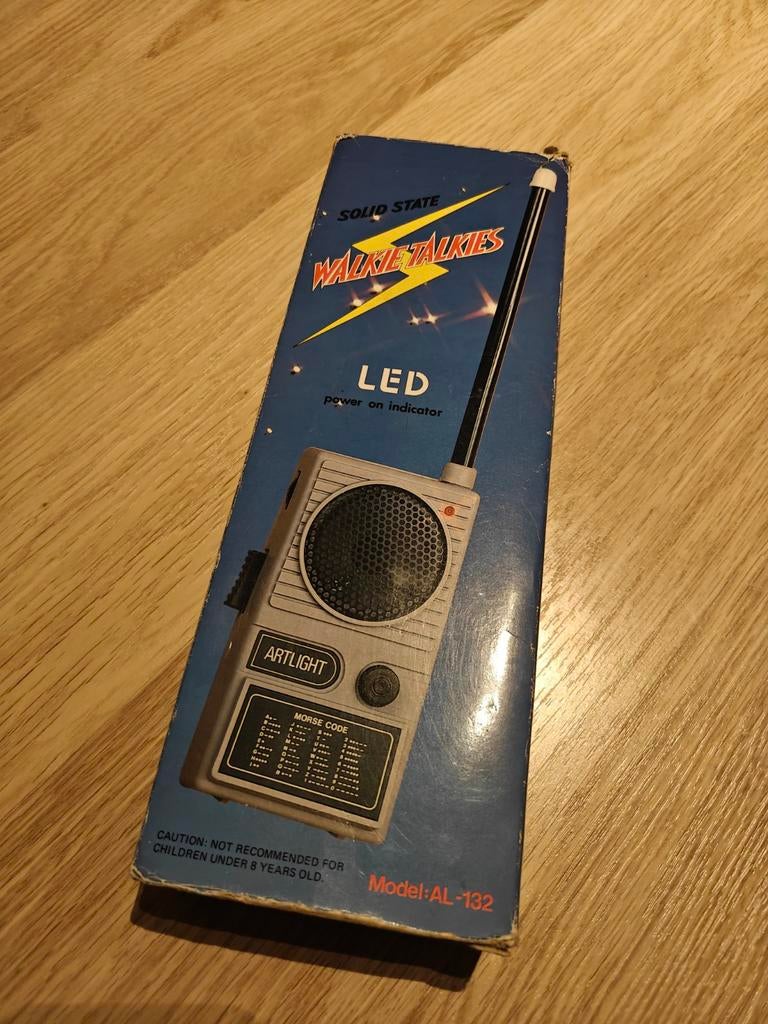 SOLID STATE
WALKIE TALKIES
LED
power on indicator
ARTLIGHT
MORSE CODE
CAUTION: NOT RECOMMENDED FOR
CHILDREN UNDER 8 YEARS OLD.
Model:AL-132